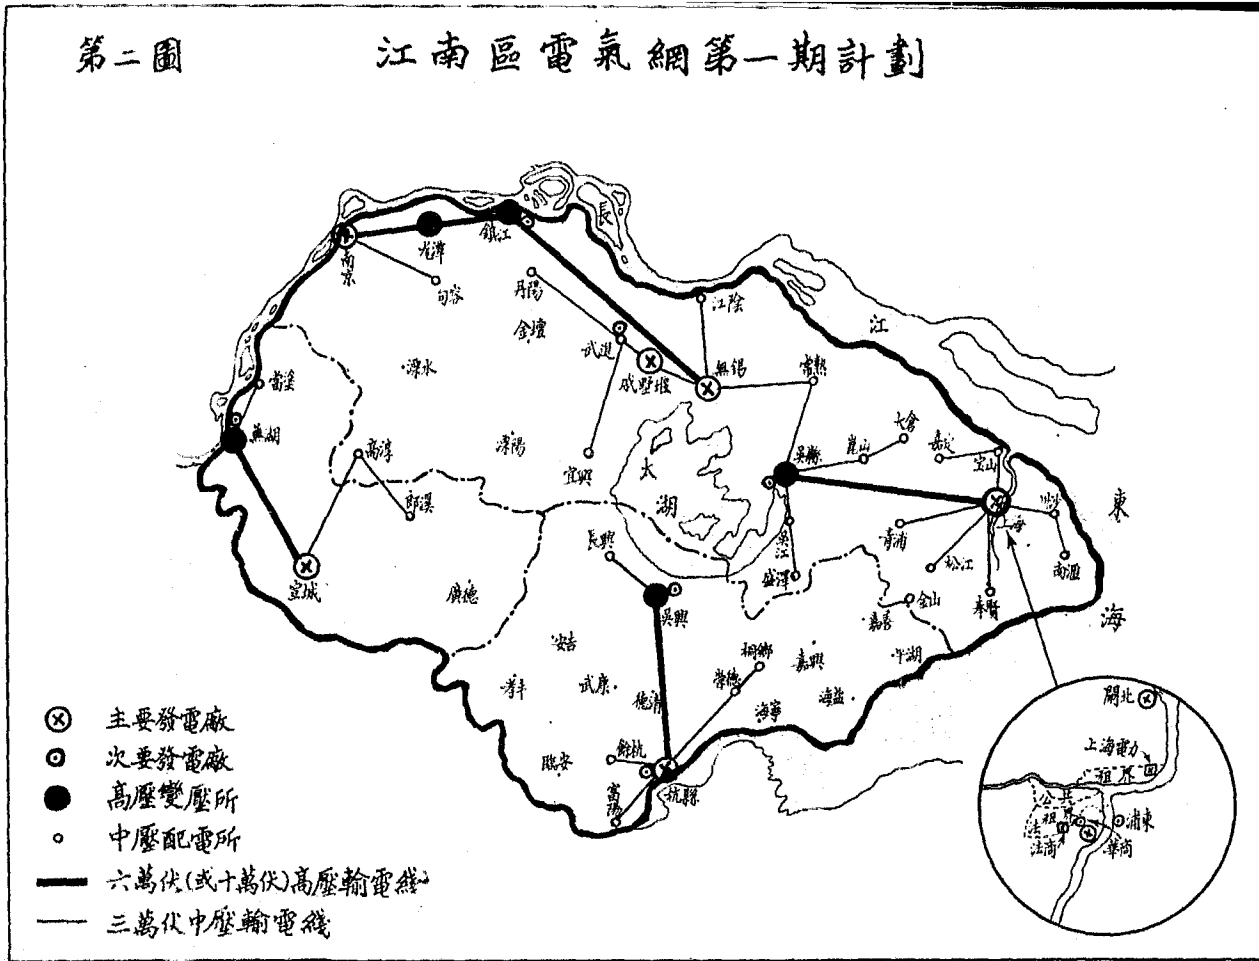 第二圖
江南區電氣網第一期計劃
長
江
南京
龙潭
鎮江
句容
丹陽
金壇
武進
戚墅堰
江陰
無錫
常熟
溧水
當塗
蕪湖
高淳
郎溪
溧陽
宜興
太
湖
吳縣
崑山
太倉
嘉定
宝山
上海
川沙
南滙
青浦
松江
奉賢
金山
吳江
盛澤
東
海
宣城
廣德
長興
吳興
安吉
孝丰
武康
德清
桐鄉
崇德
嘉興
嘉善
平湖
海鹽
海寧
餘杭
臨安
富陽
杭縣
主要發電廠
次要發電廠
高壓變壓所
中壓配電所
六萬伏(或十萬伏)高壓輸電綫
三萬伏中壓輸電綫
閘北
上海電力
租界
公共
法
租界
法商
華商
浦東